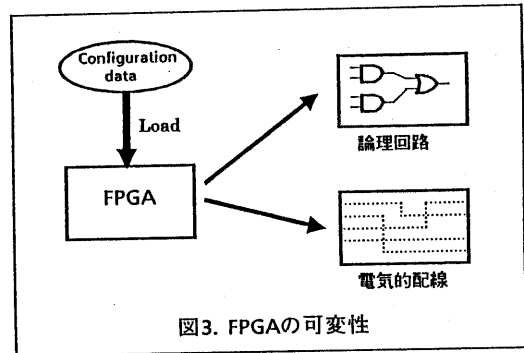 Configuration
data
Load
FPGA
論理回路
電気的配線
図3. FPGAの可変性